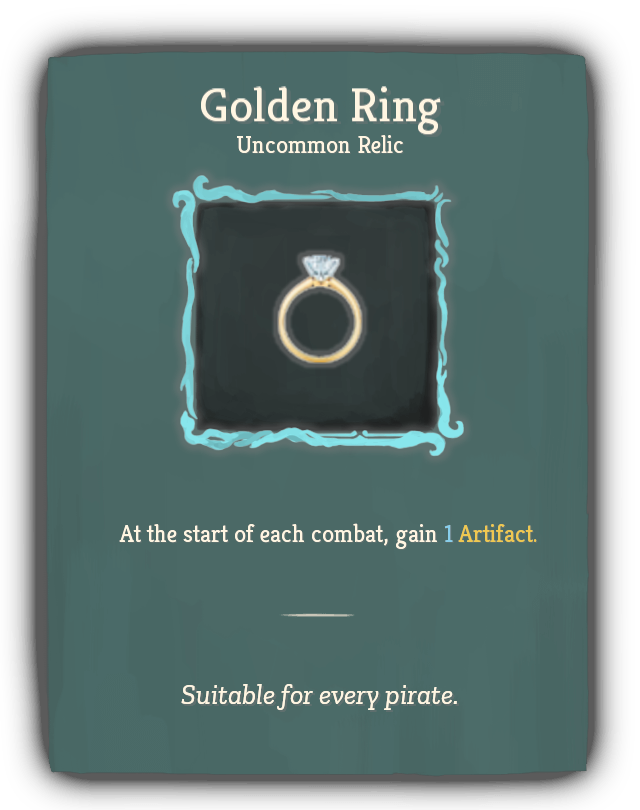 Golden Ring
Uncommon Relic
At the start of each combat, gain 1 Artifact.
Suitable for every pirate.